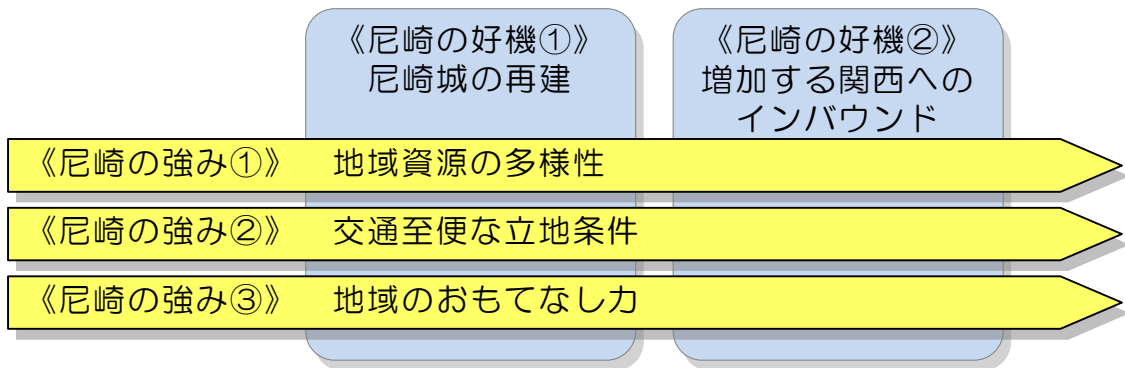 《尼崎の好機①》
尼崎城の再建
《尼崎の好機②》
増加する関西への
インバウンド
《尼崎の強み①》 地域資源の多様性
《尼崎の強み②》 交通至便な立地条件
《尼崎の強み③》 地域のおもてなし力